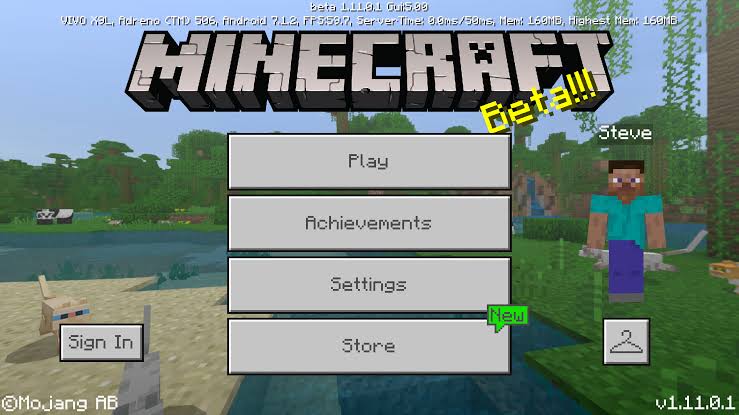 beta 1.11.0.1 Gui:5.00
VIVO X9L, Adreno (TM) 506, Android 7.1.2, FPS:59.7, ServerTime: 0.0ms/50ms, Mem: 160MB, Highest Mem: 160MB
MINECRAFT
Beta!!!
Steve
Play
Achievements
Settings
New
Sign In
Store
©Mojang AB
v1.11.0.1